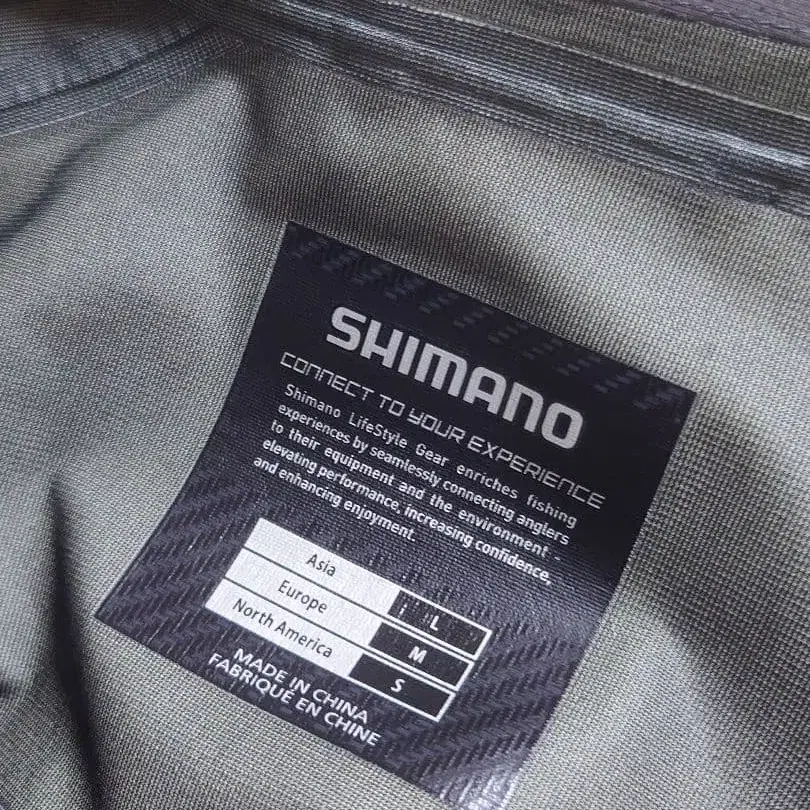 SHIMANO
CONNECT TO YOUR EXPERIENCE
Shimano LifeStyle Gear enriches fishing
experiences by seamlessly connecting anglers
to their equipment and the environment -
elevating performance, increasing confidence,
and enhancing enjoyment.
Asia L
Europe M
North America S
MADE IN CHINA
FABRIQUÉ EN CHINE